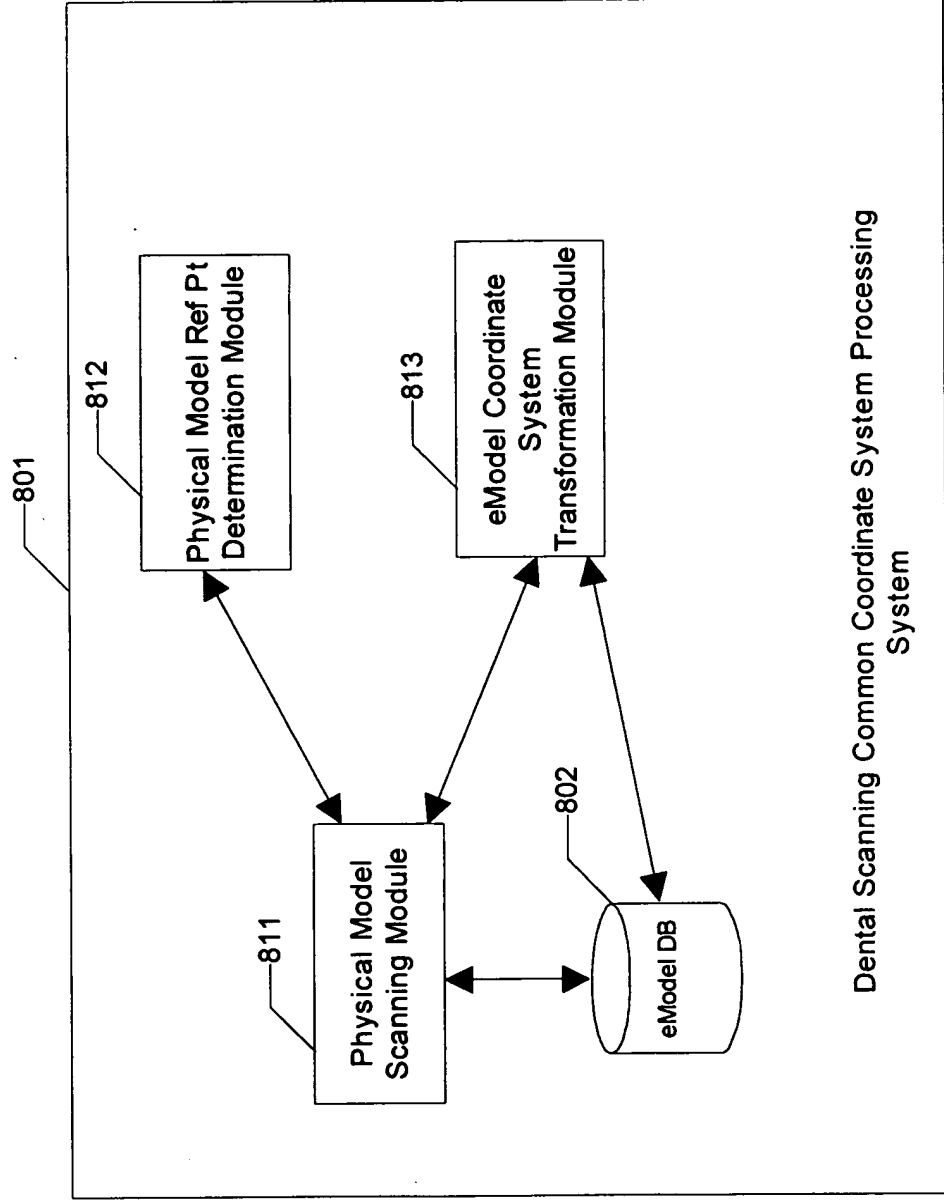 801
811
Physical Model
Scanning Module
812
Physical Model Ref Pt
Determination Module
802
eModel DB
813
eModel Coordinate
System
Transformation Module
Dental Scanning Common Coordinate System Processing
System